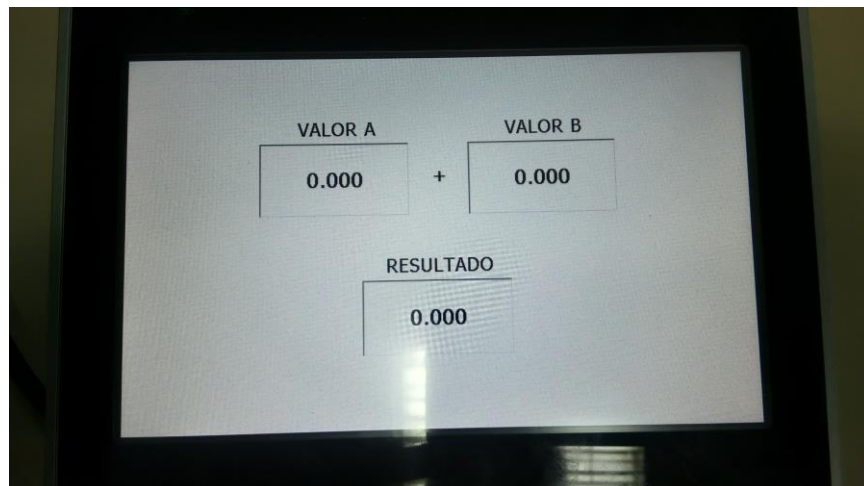 VALOR A VALOR B
0.000 + 0.000
RESULTADO
0.000